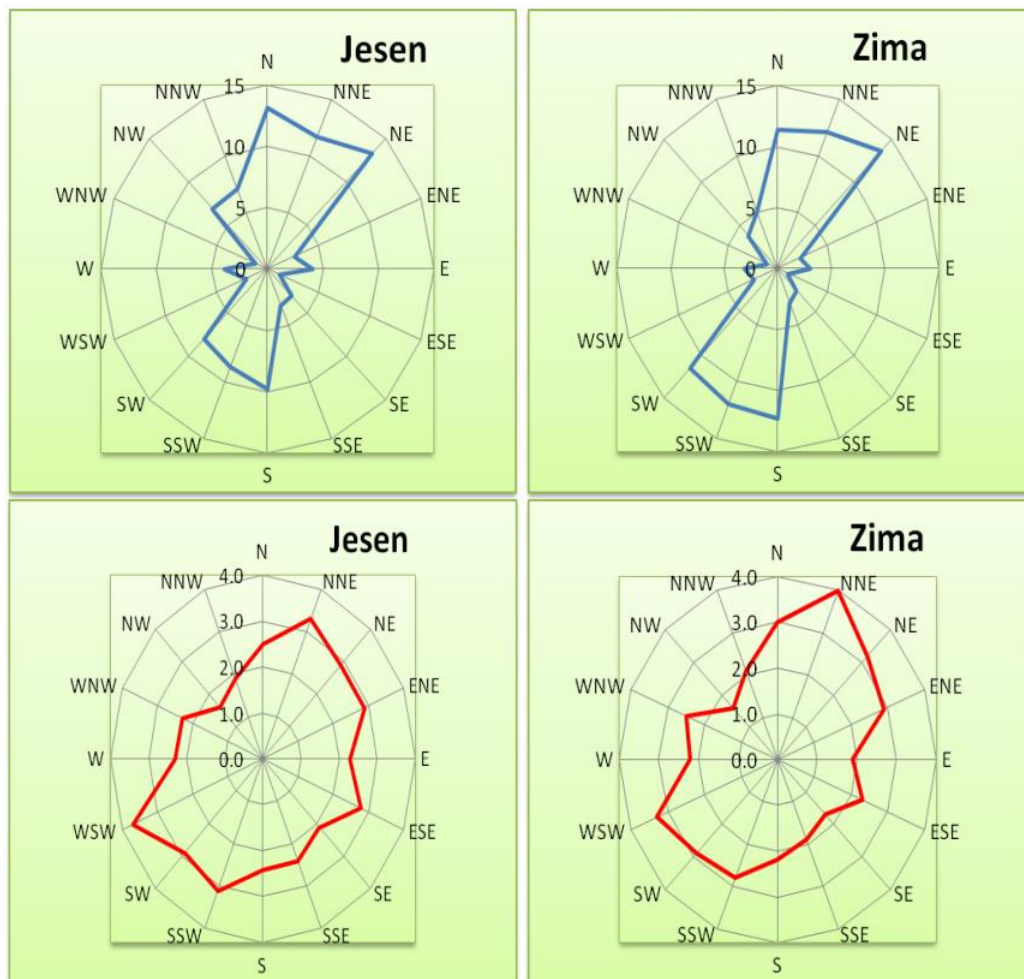 Jesen
N
NNE
NE
ENE
E
ESE
SE
SSE
S
SSW
SW
WSW
W
WNW
NW
NNW
15
10
5
0
Zima
N
NNE
NE
ENE
E
ESE
SE
SSE
S
SSW
SW
WSW
W
WNW
NW
NNW
15
10
5
0
Jesen
N
NNE
NE
ENE
E
ESE
SE
SSE
S
SSW
SW
WSW
W
WNW
NW
NNW
4.0
3.0
2.0
1.0
0.0
Zima
N
NNE
NE
ENE
E
ESE
SE
SSE
S
SSW
SW
WSW
W
WNW
NW
NNW
4.0
3.0
2.0
1.0
0.0